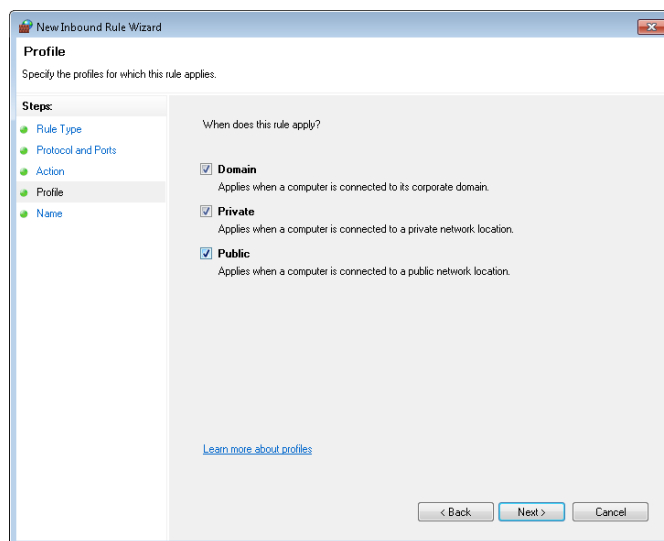 New Inbound Rule Wizard
Profile
Specify the profiles for which this rule applies.
Steps:
Rule Type
Protocol and Ports
Action
Profile
Name
When does this rule apply?
Domain
Applies when a computer is connected to its corporate domain.
Private
Applies when a computer is connected to a private network location.
Public
Applies when a computer is connected to a public network location.
Learn more about profiles
< Back
Next >
Cancel